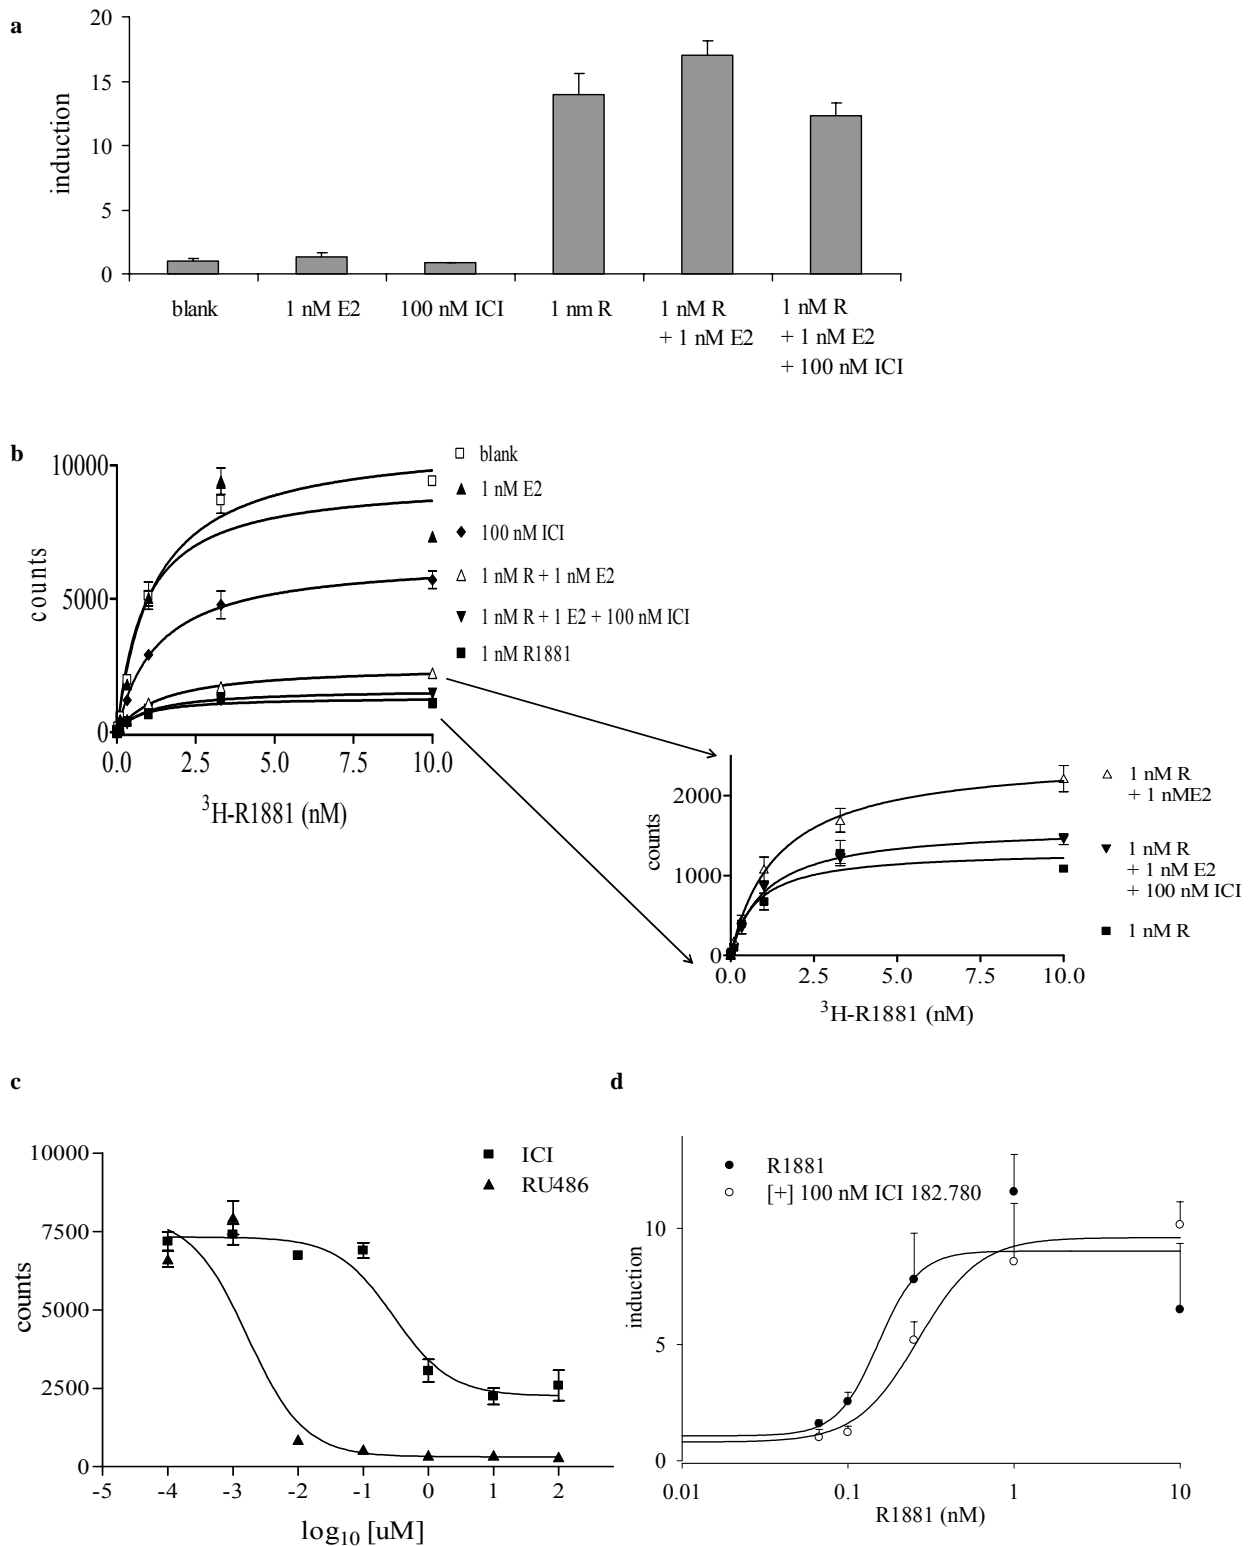 a
20
15
10
5
0
induction
blank
1 nM E2
100 nM ICI
1 nm R
1 nM R
+ 1 nM E2
1 nM R
+ 1 nM E2
+ 100 nM ICI
b
10000
5000
0
counts
0.0
2.5
5.0
7.5
10.0
3H-R1881 (nM)
blank
1 nM E2
100 nM ICI
1 nM R + 1 nM E2
1 nM R + 1 E2 + 100 nM ICI
1 nM R1881
2000
1000
0
counts
0.0
2.5
5.0
7.5
10.0
3H-R1881 (nM)
1 nM R
+ 1 nME2
1 nM R
+ 1 nM E2
+ 100 nM ICI
1 nM R
c
10000
7500
5000
2500
0
counts
-5
-4
-3
-2
-1
0
1
2
log10 [uM]
ICI
RU486
d
10
5
0
induction
0.01
0.1
1
10
R1881 (nM)
R1881
[+] 100 nM ICI 182.780